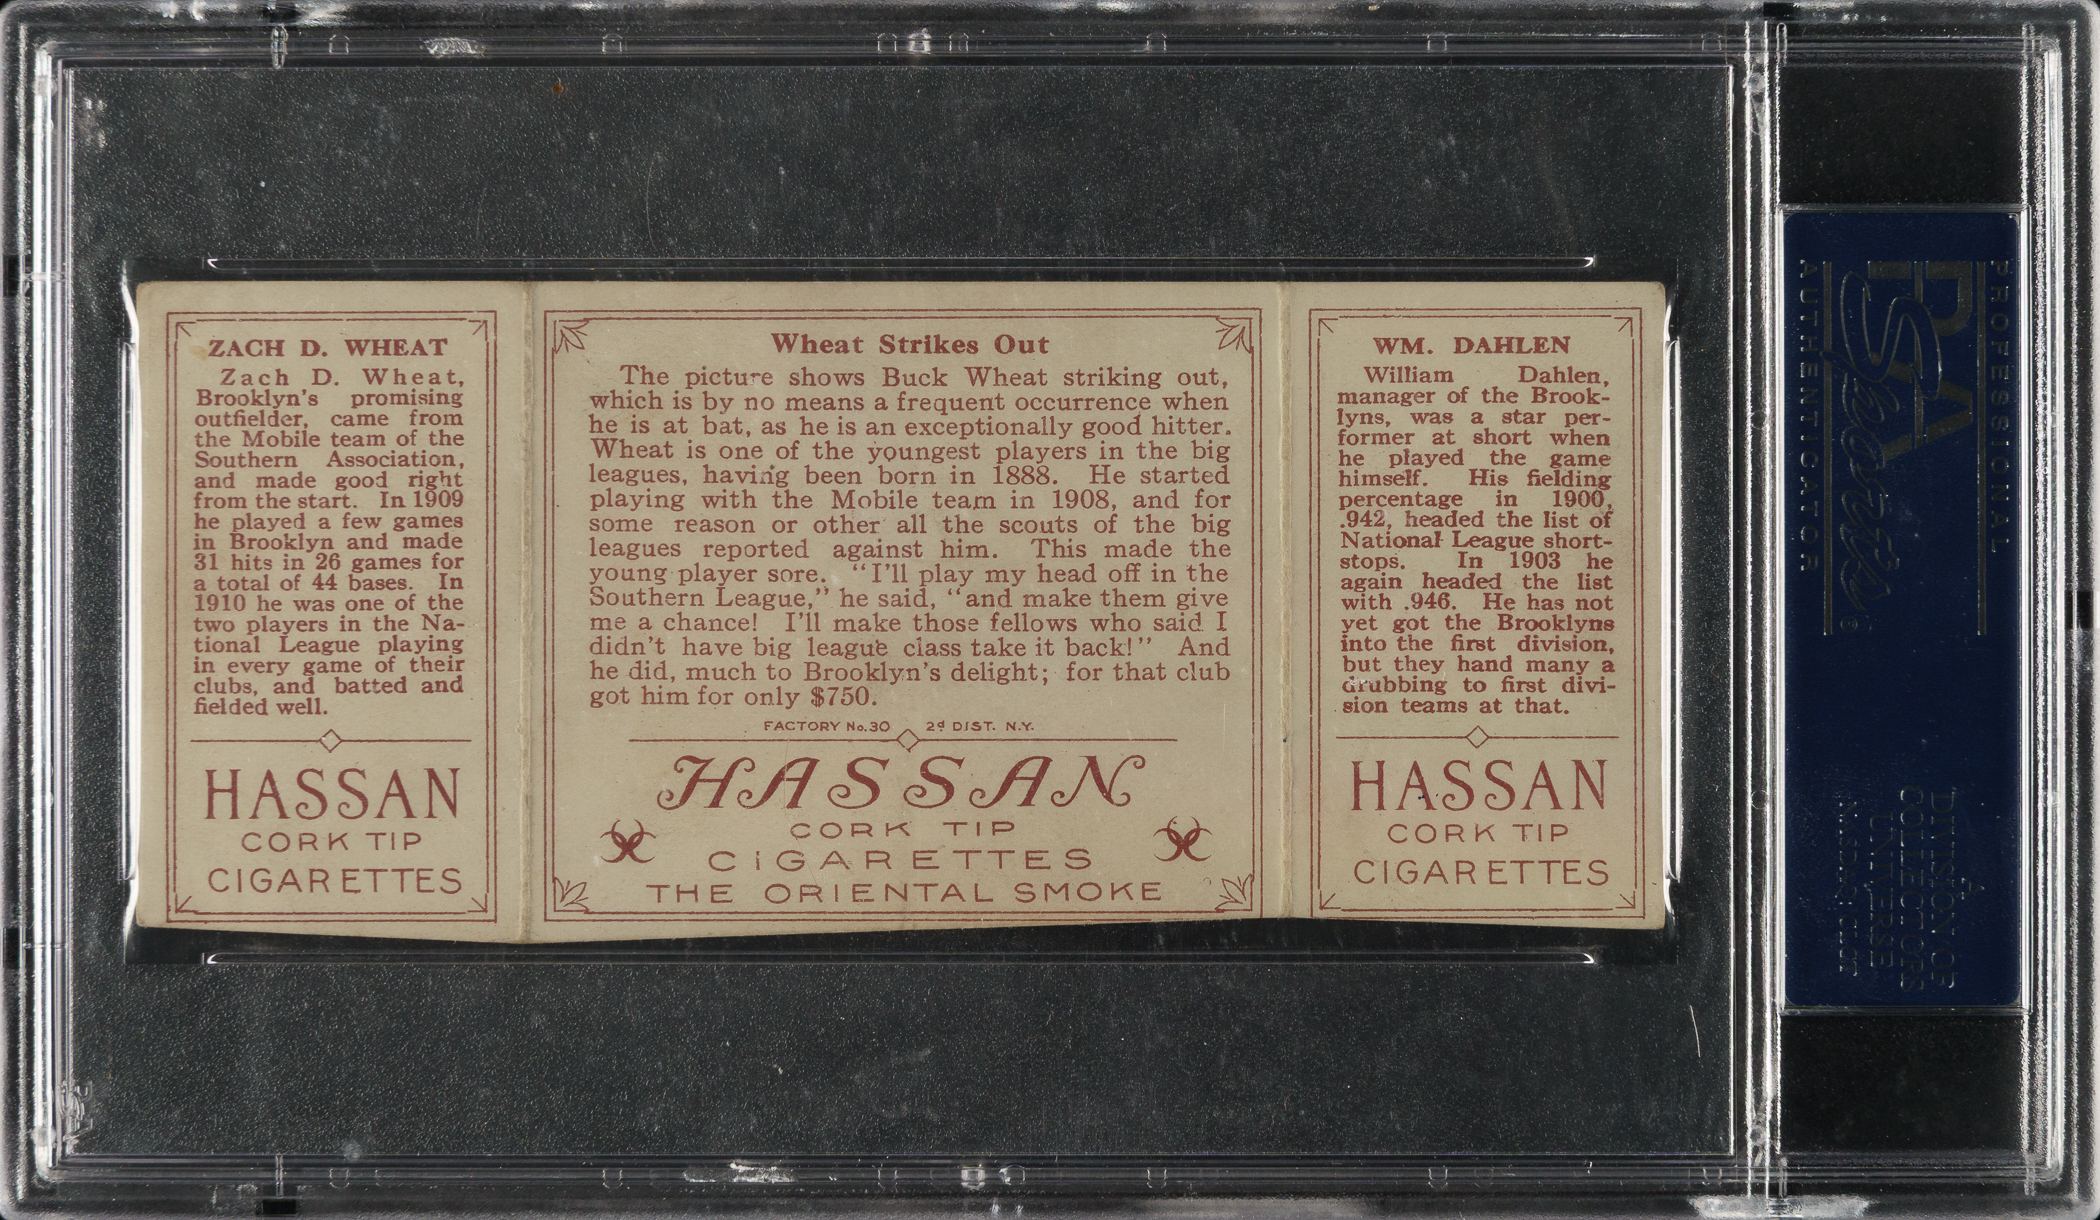 ZACH D. WHEAT
Zach D. Wheat,
Brooklyn's promising
outfielder, came from
the Mobile team of the
Southern Association,
and made good right
from the start. In 1909
he played a few games
in Brooklyn and made
31 hits in 26 games for
a total of 44 bases. In
1910 he was one of the
two players in the Na-
tional League playing
in every game of their
clubs, and batted and
fielded well.
HASSAN
CORK TIP
CIGARETTES
Wheat Strikes Out
The picture shows Buck Wheat striking out,
which is by no means a frequent occurrence when
he is at bat, as he is an exceptionally good hitter.
Wheat is one of the youngest players in the big
leagues, having been born in 1888. He started
playing with the Mobile team in 1908, and for
some reason or other all the scouts of the big
leagues reported against him. This made the
young player sore. "I'll play my head off in the
Southern League," he said, "and make them give
me a chance! I'll make those fellows who said I
didn't have big league class take it back!" And
he did, much to Brooklyn's delight; for that club
got him for only $750.
FACTORY No. 30 2d DIST. N.Y.
HASSAN
CORK TIP
CIGARETTES
THE ORIENTAL SMOKE
WM. DAHLEN
William Dahlen,
manager of the Brook-
lyns, was a star per-
former at short when
he played the game
himself. His fielding
percentage in 1900,
.942, headed the list of
National League short-
stops. In 1903 he
again headed the list
with .946. He has not
yet got the Brooklyns
into the first division,
but they hand many a
drubbing to first divi-
sion teams at that.
HASSAN
CORK TIP
CIGARETTES
PROFESSIONAL
PSA
Sports
AUTHENTICATOR
A
DIVISION OF
COLLECTORS
UNIVERSE
NASDAQ: CLCT